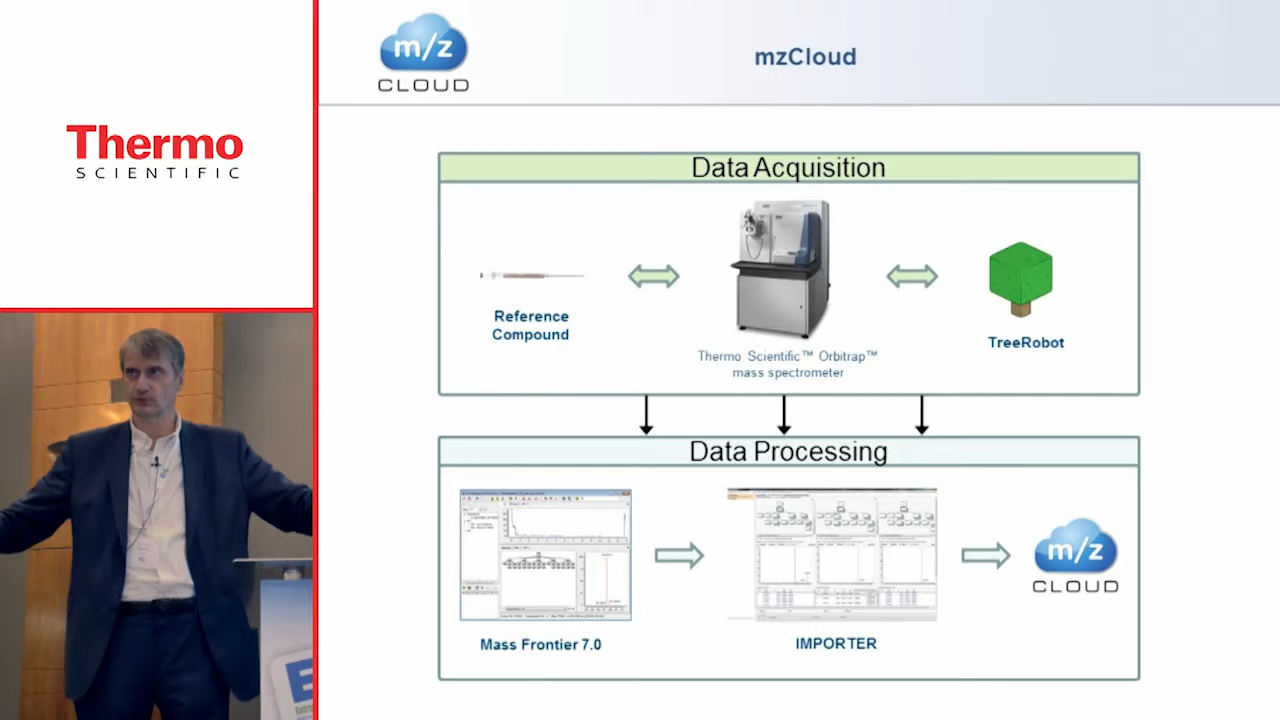 m/z
CLOUD
mzCloud
Thermo
SCIENTIFIC
Data Acquisition
Reference
Compound
Thermo Scientific™ Orbitrap™
mass spectrometer
TreeRobot
Data Processing
Mass Frontier 7.0
IMPORTER
m/z
CLOUD